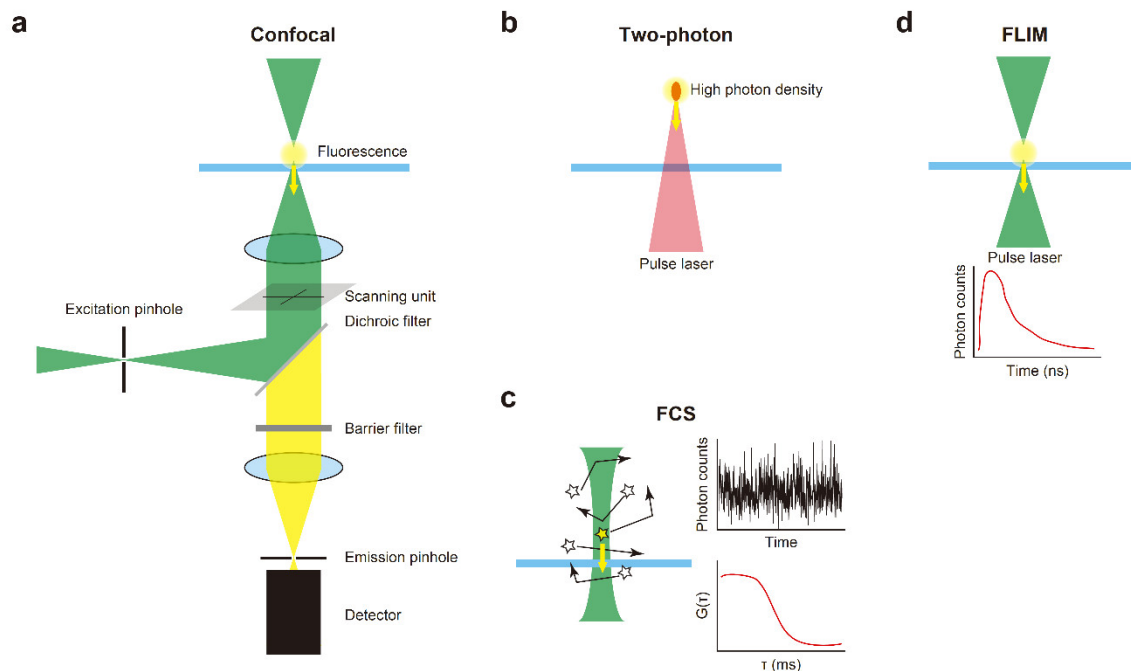 a
Confocal
Fluorescence
Scanning unit
Excitation pinhole
Dichroic filter
Barrier filter
Emission pinhole
Detector
b
Two-photon
High photon density
Pulse laser
c
FCS
Photon counts
Time
G(τ)
τ (ms)
d
FLIM
Pulse laser
Photon counts
Time (ns)